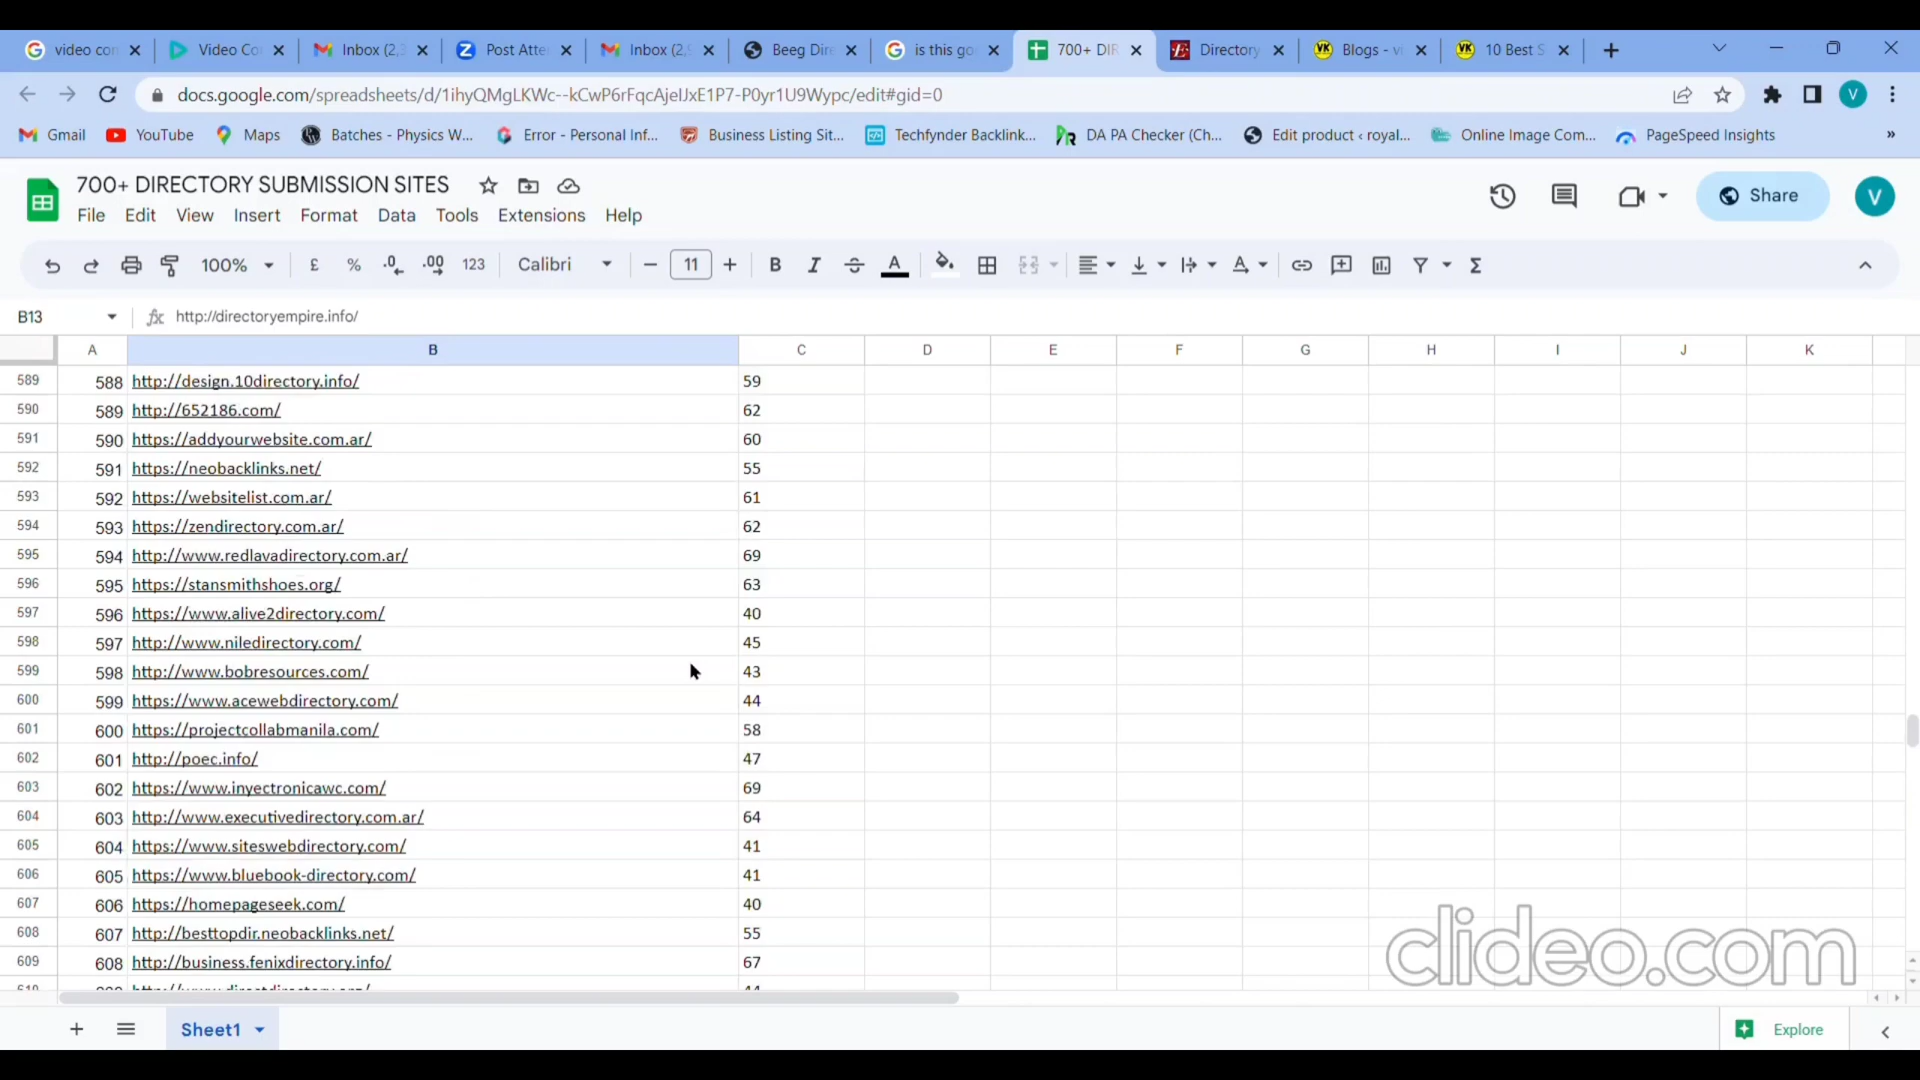 video con
Video Co
Inbox (2,3
Post Atte
Inbox (2,9
Beeg Dire
is this go
700+ DIR
Directory
Blogs - vi
10 Best S
docs.google.com/spreadsheets/d/1ihyQMgLKWc--kCwP6rFqcAjeIJxE1P7-P0yr1U9Wypc/edit#gid=0
V
Gmail
YouTube
Maps
Batches - Physics W...
Error - Personal Inf...
Business Listing Sit...
Techfynder Backlink...
DA PA Checker (Ch...
Edit product ‹ royal...
Online Image Com...
PageSpeed Insights
»
700+ DIRECTORY SUBMISSION SITES
File Edit View Insert Format Data Tools Extensions Help
Share
V
100% £ % .0 .00 123 Calibri 11 B I A Σ
B13 fx http://directoryempire.info/
A B C D E F G H I J K
589 588 http://design.10directory.info/ 59
590 589 http://652186.com/ 62
591 590 https://addyourwebsite.com.ar/ 60
592 591 https://neobacklinks.net/ 55
593 592 https://websitelist.com.ar/ 61
594 593 https://zendirectory.com.ar/ 62
595 594 http://www.redlavadirectory.com.ar/ 69
596 595 https://stansmithshoes.org/ 63
597 596 https://www.alive2directory.com/ 40
598 597 http://www.niledirectory.com/ 45
599 598 http://www.bobresources.com/ 43
600 599 https://www.acewebdirectory.com/ 44
601 600 https://projectcollabmanila.com/ 58
602 601 http://poec.info/ 47
603 602 https://www.inyectronicawc.com/ 69
604 603 http://www.executivedirectory.com.ar/ 64
605 604 https://www.siteswebdirectory.com/ 41
606 605 https://www.bluebook-directory.com/ 41
607 606 https://homepageseek.com/ 40
608 607 http://besttopdir.neobacklinks.net/ 55
609 608 http://business.fenixdirectory.info/ 67
clideo.com
Sheet1
Explore